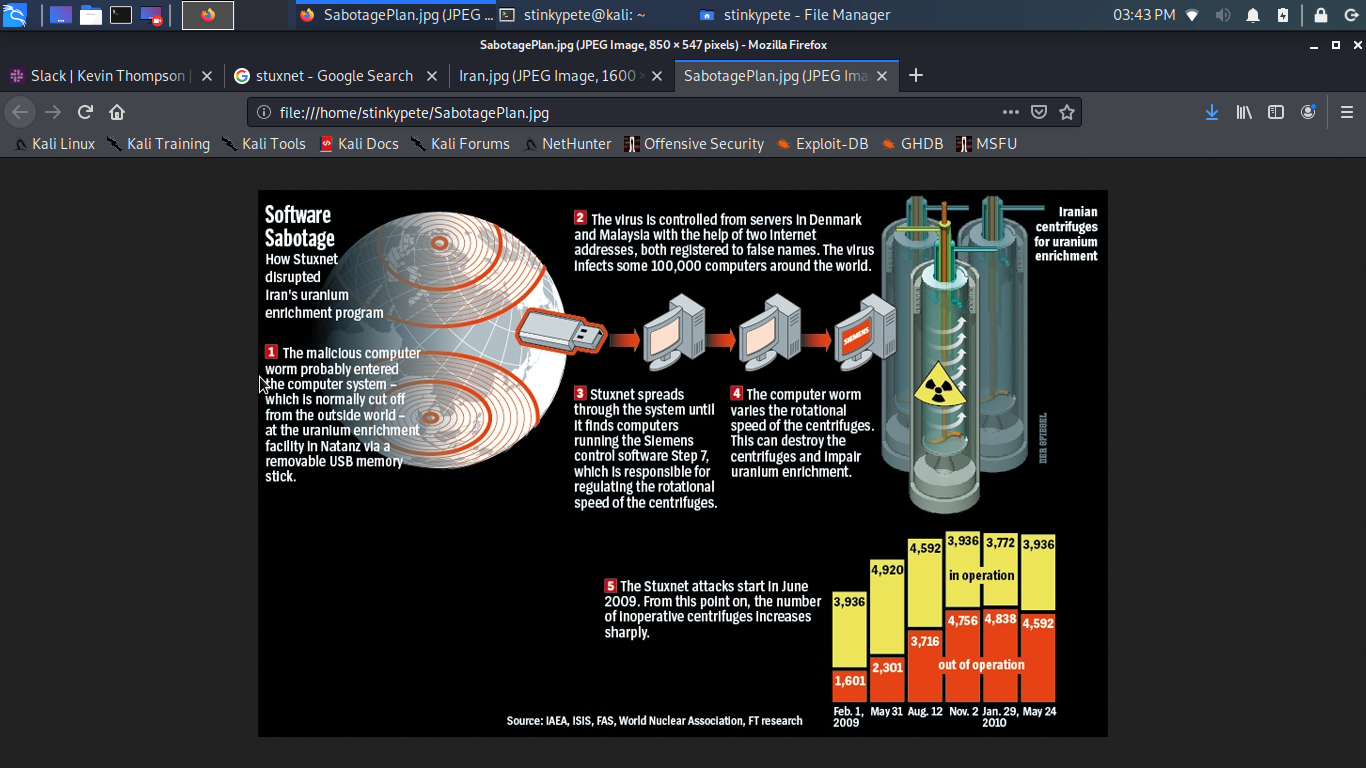 SabotagePlan.jpg (JPEG ...
stinkypete@kali: ~
stinkypete - File Manager
03:43 PM
SabotagePlan.jpg (JPEG Image, 850 × 547 pixels) - Mozilla Firefox
Slack | Kevin Thompson |
stuxnet - Google Search
Iran.jpg (JPEG Image, 1600
SabotagePlan.jpg (JPEG Ima
file:///home/stinkypete/SabotagePlan.jpg
Kali Linux
Kali Training
Kali Tools
Kali Docs
Kali Forums
NetHunter
Offensive Security
Exploit-DB
GHDB
MSFU
Software
Sabotage
How Stuxnet
disrupted
Iran's uranium
enrichment program
1 The malicious computer
worm probably entered
the computer system –
which is normally cut off
from the outside world –
at the uranium enrichment
facility in Natanz via a
removable USB memory
stick.
2 The virus is controlled from servers in Denmark
and Malaysia with the help of two Internet
addresses, both registered to false names. The virus
infects some 100,000 computers around the world.
Iranian
centrifuges
for uranium
enrichment
SIEMENS
3 Stuxnet spreads
through the system until
it finds computers
running the Siemens
control software Step 7,
which is responsible for
regulating the rotational
speed of the centrifuges.
4 The computer worm
varies the rotational
speed of the centrifuges.
This can destroy the
centrifuges and impair
uranium enrichment.
DER SPIEGEL
5 The Stuxnet attacks start in June
2009. From this point on, the number
of inoperative centrifuges increases
sharply.
3,936
4,920
4,592
3,936
3,772
3,936
in operation
1,601
2,301
3,716
4,756
4,838
4,592
out of operation
Feb. 1,
2009
May 31
Aug. 12
Nov. 2
Jan. 29,
2010
May 24
Source: IAEA, ISIS, FAS, World Nuclear Association, FT research